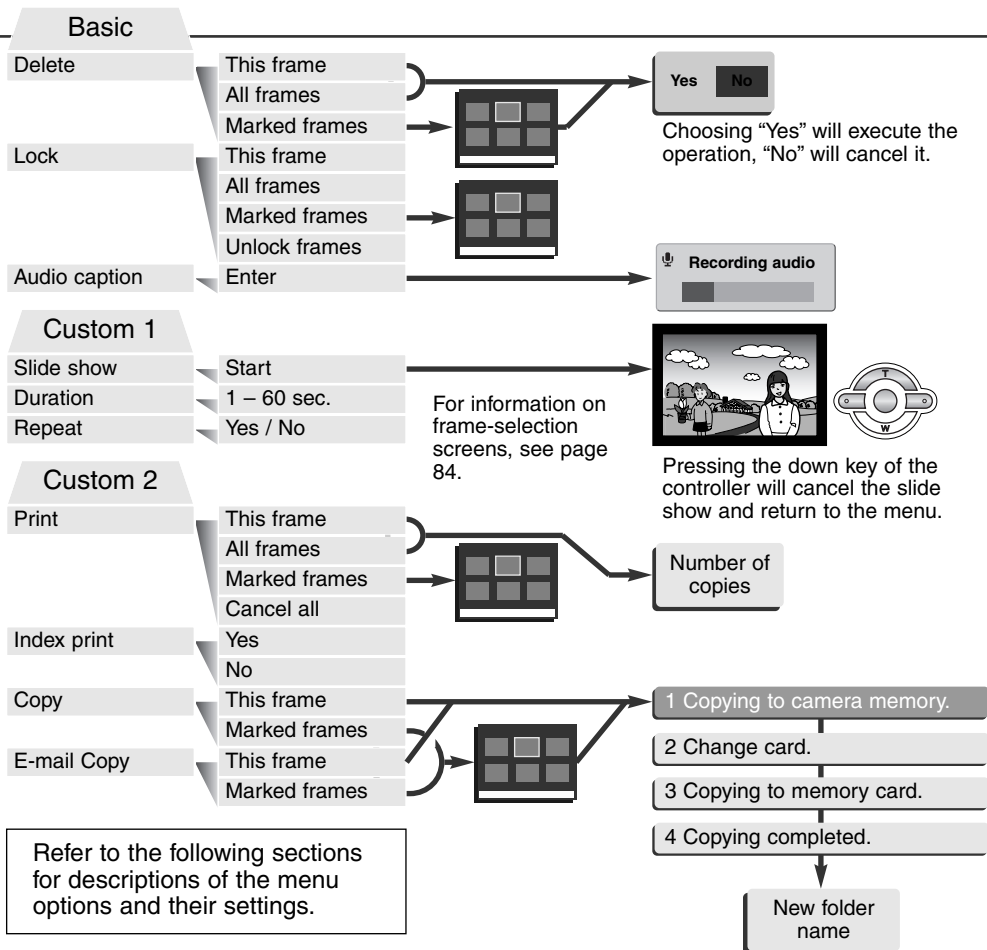 Basic
Delete
This frame
All frames
Marked frames
Yes No
Choosing “Yes” will execute the
operation, “No” will cancel it.
Lock
This frame
All frames
Marked frames
Unlock frames
Audio caption
Enter
Recording audio
Custom 1
Slide show
Start
Duration
1 – 60 sec.
Repeat
Yes / No
For information on
frame-selection
screens, see page
84.
T
W
Pressing the down key of the
controller will cancel the slide
show and return to the menu.
Custom 2
Print
This frame
All frames
Marked frames
Cancel all
Number of
copies
Index print
Yes
No
Copy
This frame
Marked frames
E-mail Copy
This frame
Marked frames
1 Copying to camera memory.
2 Change card.
3 Copying to memory card.
4 Copying completed.
New folder
name
Refer to the following sections
for descriptions of the menu
options and their settings.